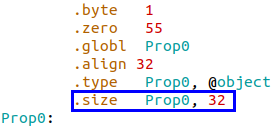 .byte 1
.zero 55
.globl Prop0
.align 32
.type Prop0, @object
.size Prop0, 32
Prop0: